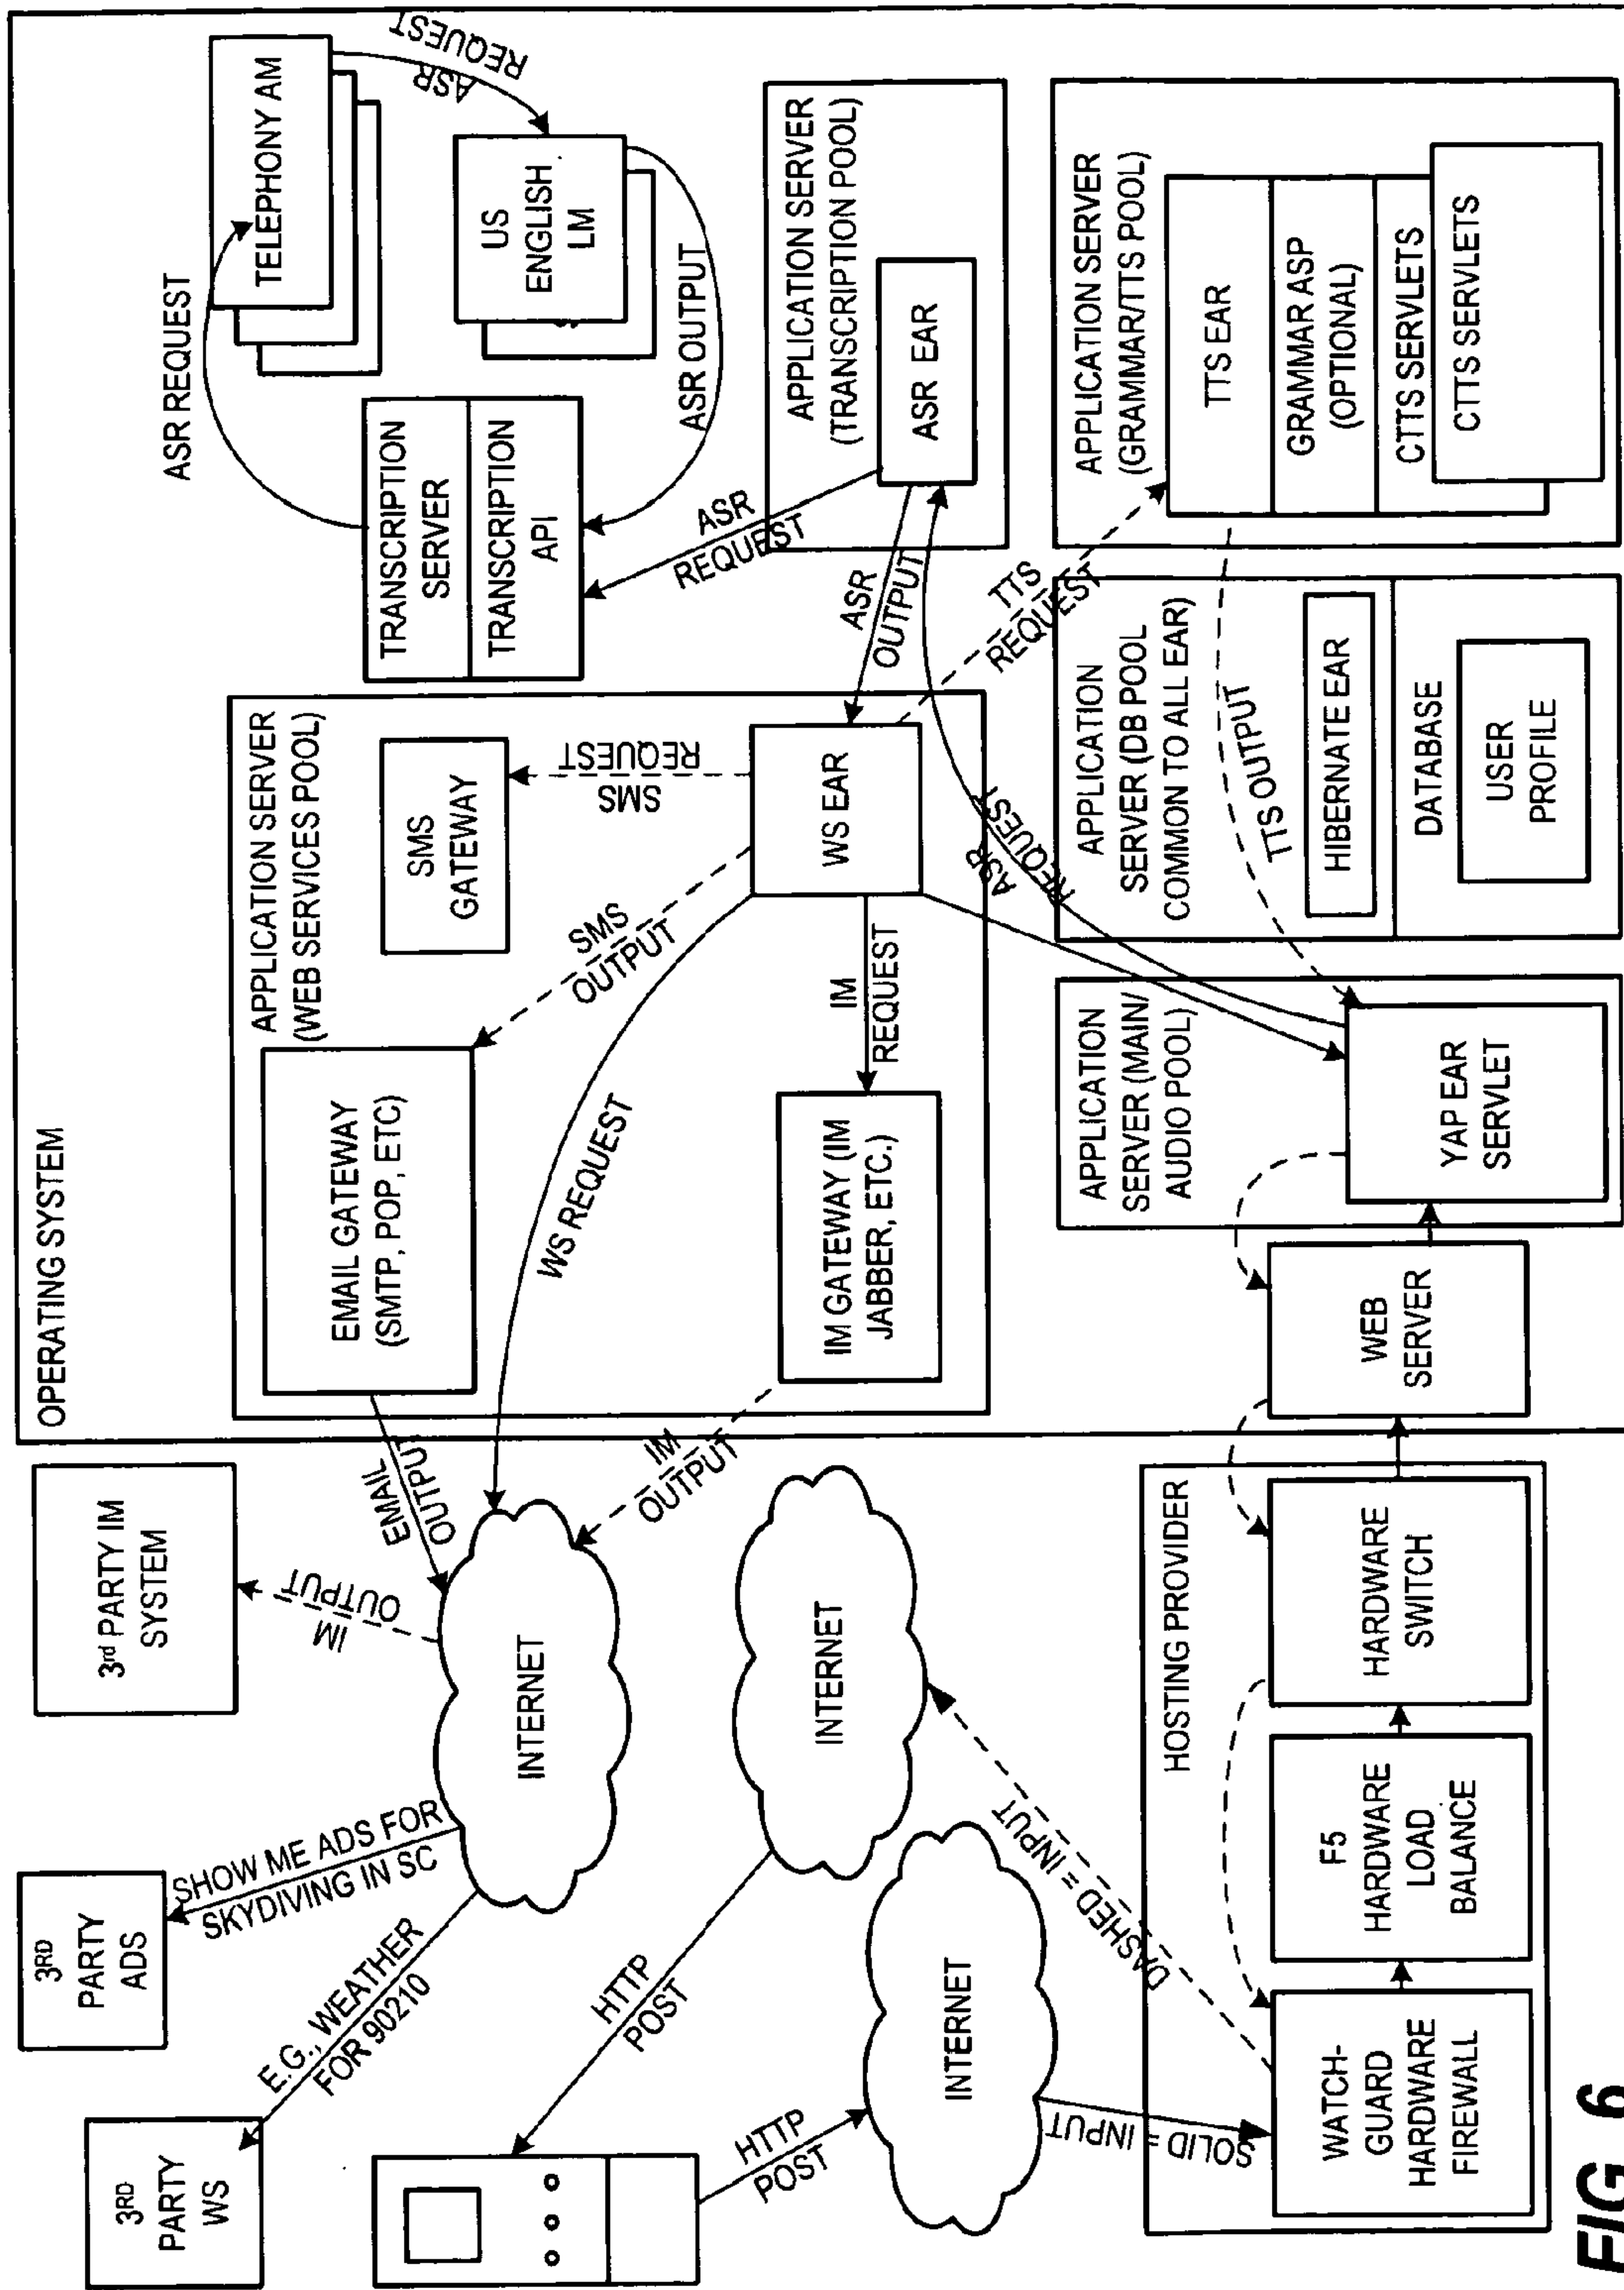 OPERATING SYSTEM
3rd PARTY IM
SYSTEM
3RD
PARTY
ADS
3RD
PARTY
WS
SHOW ME ADS FOR
SKYDIVING IN SC
E.G., WEATHER
FOR 90210
IM
OUTPUT
EMAIL
OUTPUT
INTERNET
IM
OUTPUT
INTERNET
HTTP
POST
HTTP
POST
INTERNET
SOLID = INPUT
DASHED = INPUT
APPLICATION SERVER
(WEB SERVICES POOL)
EMAIL GATEWAY
(SMTP, POP, ETC)
SMS
GATEWAY
SMS
REQUEST
SMS
OUTPUT
WS REQUEST
WS EAR
IM
REQUEST
IM GATEWAY (IM
JABBER, ETC.)
ASR REQUEST
TELEPHONY AM
ASR
REQUEST
US
ENGLISH
LM
ASR OUTPUT
TRANSCRIPTION
SERVER
TRANSCRIPTION
API
ASR
REQUEST
APPLICATION SERVER
(TRANSCRIPTION POOL)
ASR EAR
ASR
OUTPUT
TTS
REQUEST
ASR
REQUEST
HOSTING PROVIDER
WATCH-
GUARD
HARDWARE
FIREWALL
F5
HARDWARE
LOAD
BALANCE
HARDWARE
SWITCH
WEB
SERVER
APPLICATION
SERVER (MAIN/
AUDIO POOL)
YAP EAR
SERVLET
APPLICATION
SERVER (DB POOL
COMMON TO ALL EAR)
TTS OUTPUT
HIBERNATE EAR
DATABASE
USER
PROFILE
APPLICATION SERVER
(GRAMMAR/TTS POOL)
TTS EAR
GRAMMAR ASP
(OPTIONAL)
CTTS SERVLETS
CTTS SERVLETS
FIG 6